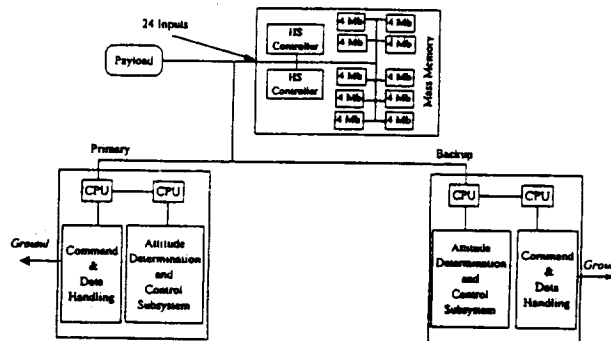 24 Inputs
Payload
HS
Controller
HS
Controller
4 Mb 4 Mb
4 Mb 4 Mb
4 Mb 4 Mb
4 Mb 4 Mb
4 Mb 4 Mb
Mass Memory
Primary
Backup
CPU CPU
Ground
Command
&
Data
Handling
Attitude
Determination
and
Control
Subsystem
CPU CPU
Attitude
Determination
and
Control
Subsystem
Command
&
Data
Handling